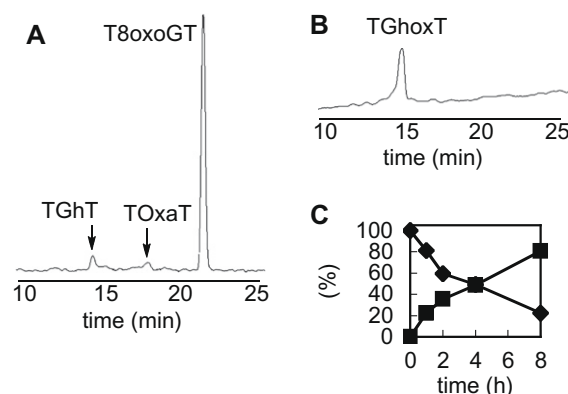 A
T8oxoGT
TGhT
TOxaT
10 15 20 25
time (min)
B
TGhoxT
10 15 20 25
time (min)
C
100
80
60
40
20
0
(%)
0 2 4 6 8
time (h)